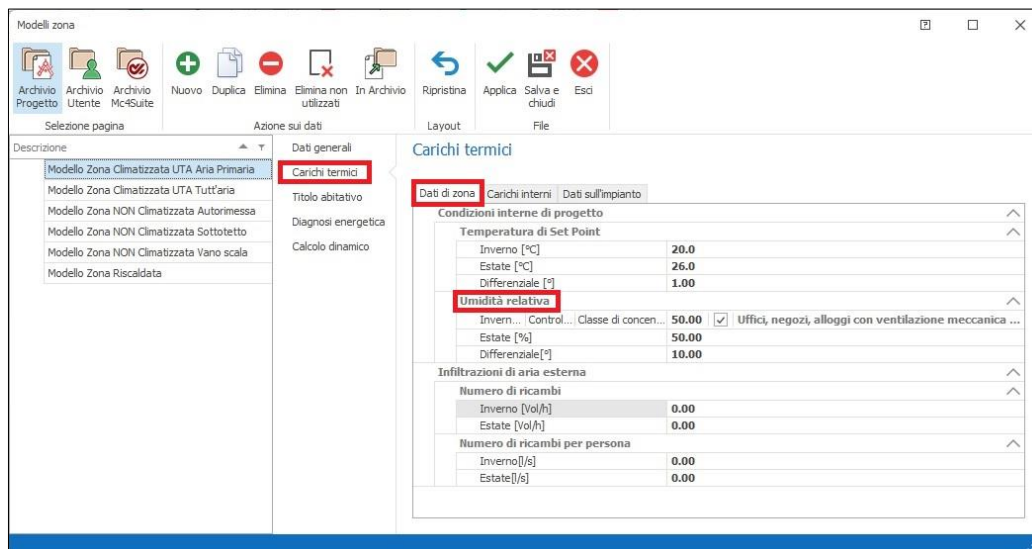 Modelli zona
Archivio Progetto
Archivio Utente
Archivio Mc4Suite
Nuovo
Duplica
Elimina
Elimina non utilizzati
In Archivio
Ripristina
Applica
Salva e chiudi
Esci
Selezione pagina
Azione sui dati
Layout
File
Descrizione
Modello Zona Climatizzata UTA Aria Primaria
Modello Zona Climatizzata UTA Tutt'aria
Modello Zona NON Climatizzata Autorimessa
Modello Zona NON Climatizzata Sottotetto
Modello Zona NON Climatizzata Vano scala
Modello Zona Riscaldata
Dati generali
Carichi termici
Titolo abitativo
Diagnosi energetica
Calcolo dinamico
Carichi termici
Dati di zona Carichi interni Dati sull'impianto
Condizioni interne di progetto
Temperatura di Set Point
Inverno [°C] 20.0
Estate [°C] 26.0
Differenziale [°] 1.00
Umidità relativa
Invern... Control... Classe di concen... 50.00 Uffici, negozi, alloggi con ventilazione meccanica ...
Estate [%] 50.00
Differenziale[°] 10.00
Infiltrazioni di aria esterna
Numero di ricambi
Inverno [Vol/h] 0.00
Estate [Vol/h] 0.00
Numero di ricambi per persona
Inverno[l/s] 0.00
Estate[l/s] 0.00